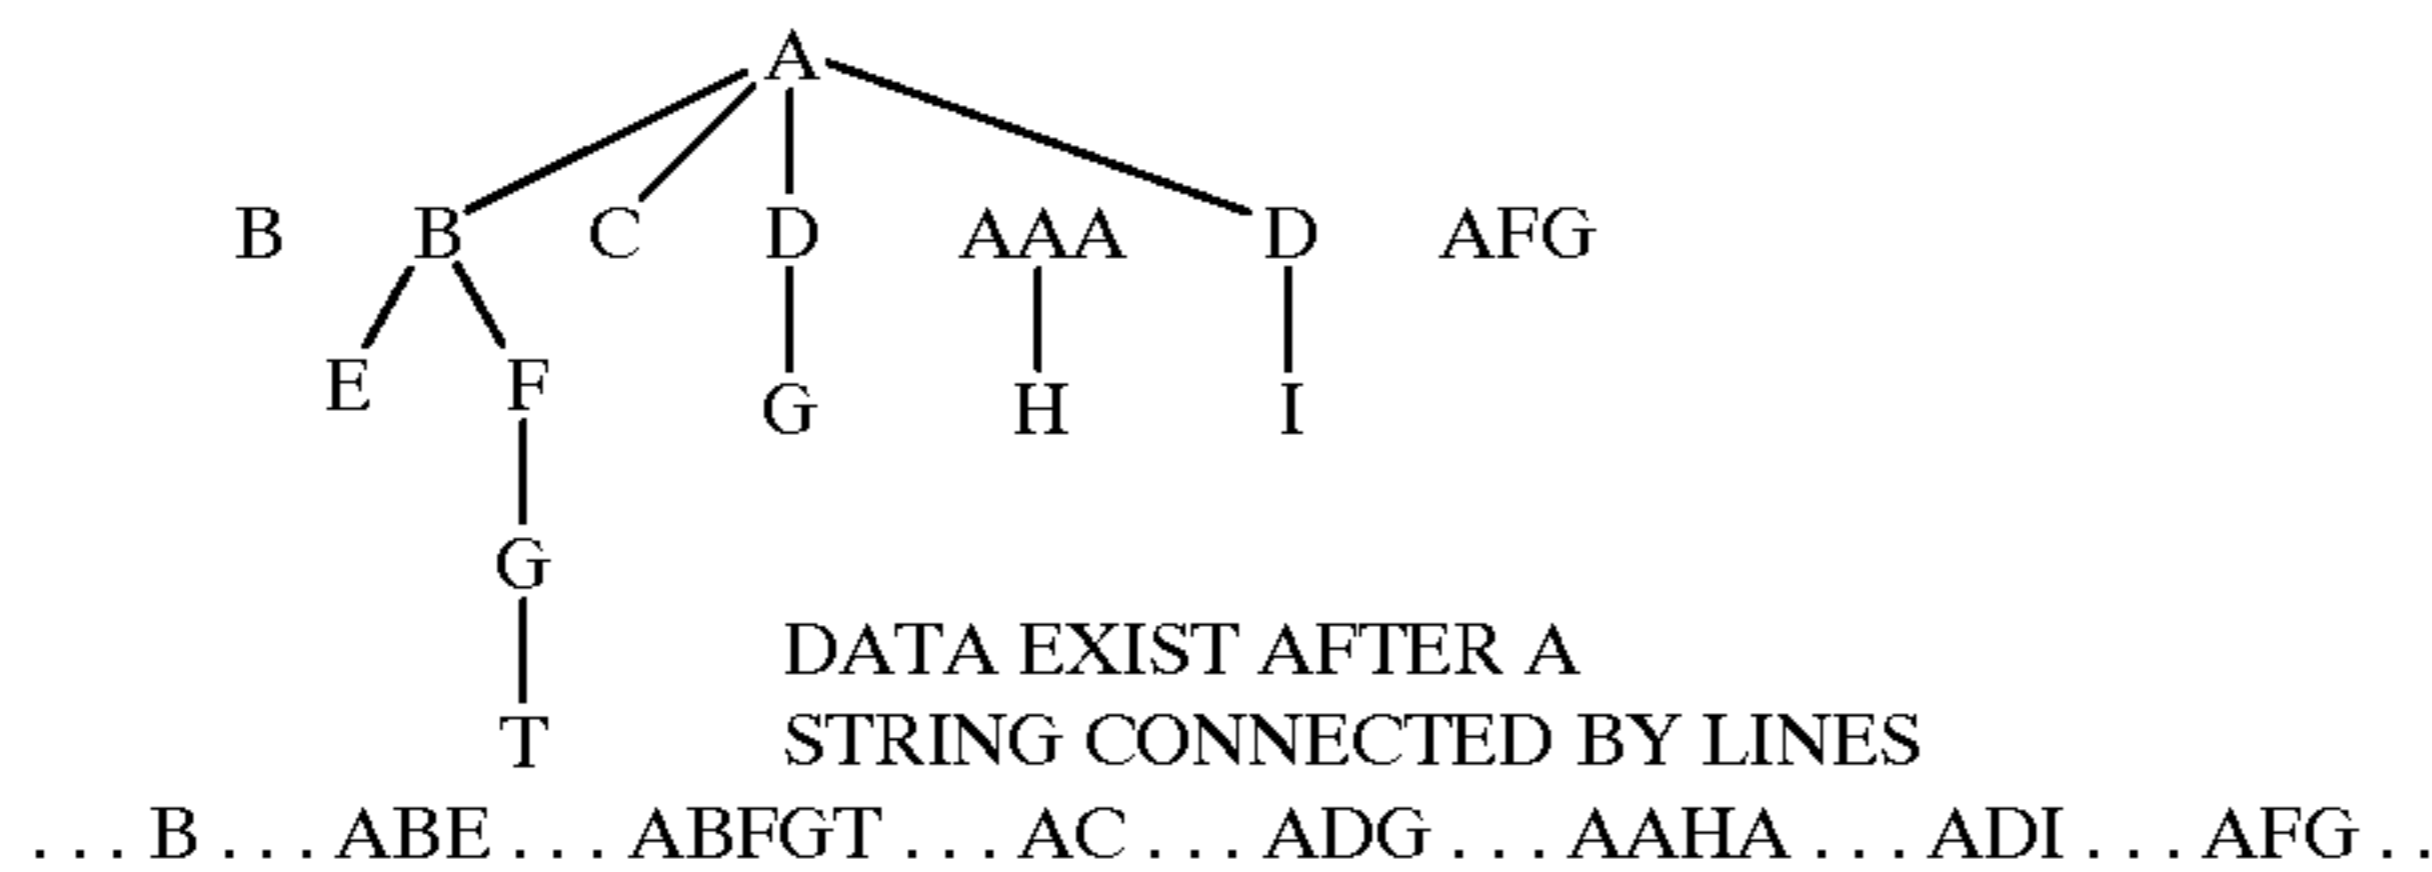 A
B B C D AAA D AFG
E F
G H I
G
DATA EXIST AFTER A
T STRING CONNECTED BY LINES
. . . B . . . ABE . . . ABFGT . . . AC . . . ADG . . . AAHA . . . ADI . . . AFG . .